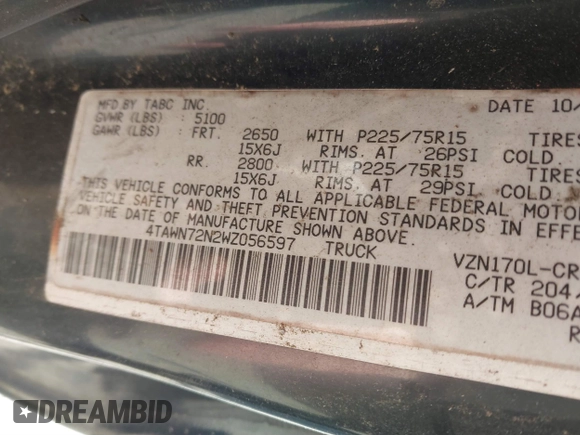 MFD.BY TABC INC. DATE 10/
GVWR (LBS) : 5100
GAWR (LBS) : FRT. 2650 WITH P225/75R15 TIRES
15X6J RIMS, AT 26PSI COLD
RR. 2800 WITH P225/75R15 TIRES
15X6J RIMS, AT 29PSI COLD
THIS VEHICLE CONFORMS TO ALL APPLICABLE FEDERAL MOTOR
VEHICLE SAFETY AND THEFT PREVENTION STANDARDS IN EFFE
ON THE DATE OF MANUFACTURE SHOWN ABOVE.
4TAWN72N2WZ056597 TRUCK
VZN170L-CR
C/TR 204/
A/TM B06A
R
DREAMBID